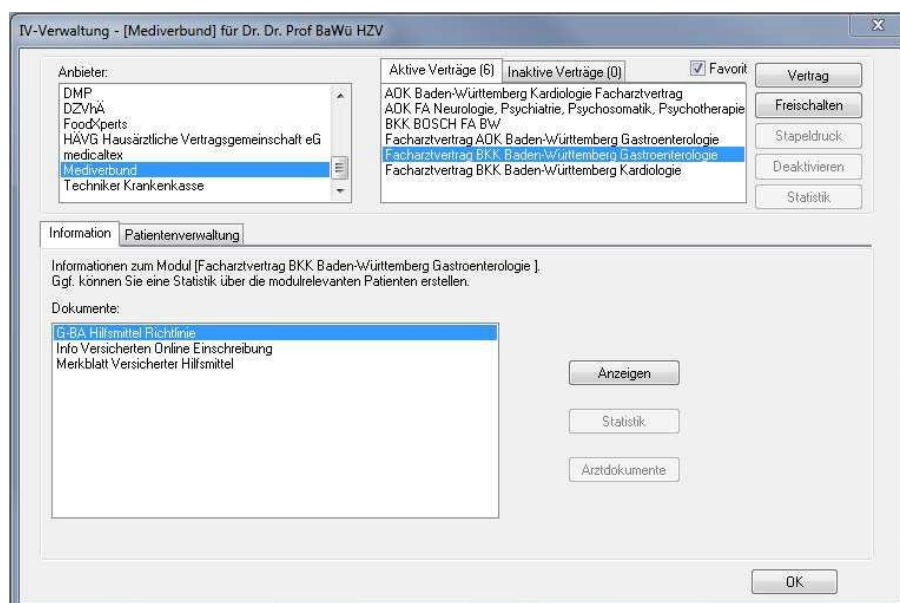 IV-Verwaltung - [Mediverbund] für Dr. Dr. Prof BaWü HZV
Anbieter:
DMP
DZVhÄ
FoodXperts
HÄVG Hausärztliche Vertragsgemeinschaft eG
medicaltex
Mediverbund
Techniker Krankenkasse
Aktive Verträge (6)
Inaktive Verträge (0)
Favorit
AOK Baden-Württemberg Kardiologie Facharztvertrag
AOK FA Neurologie, Psychiatrie, Psychosomatik, Psychotherapie
BKK BOSCH FA BW
Facharztvertrag AOK Baden-Württemberg Gastroenterologie
Facharztvertrag BKK Baden-Württemberg Gastroenterologie
Facharztvertrag BKK Baden-Württemberg Kardiologie
Vertrag
Freischalten
Stapeldruck
Deaktivieren
Statistik
Information
Patientenverwaltung
Informationen zum Modul [Facharztvertrag BKK Baden-Württemberg Gastroenterologie ].
Ggf. können Sie eine Statistik über die modulrelevanten Patienten erstellen.
Dokumente:
G-BA Hilfsmittel Richtlinie
Info Versicherten Online Einschreibung
Merkblatt Versicherter Hilfsmittel
Anzeigen
Statistik
Arztdokumente
OK